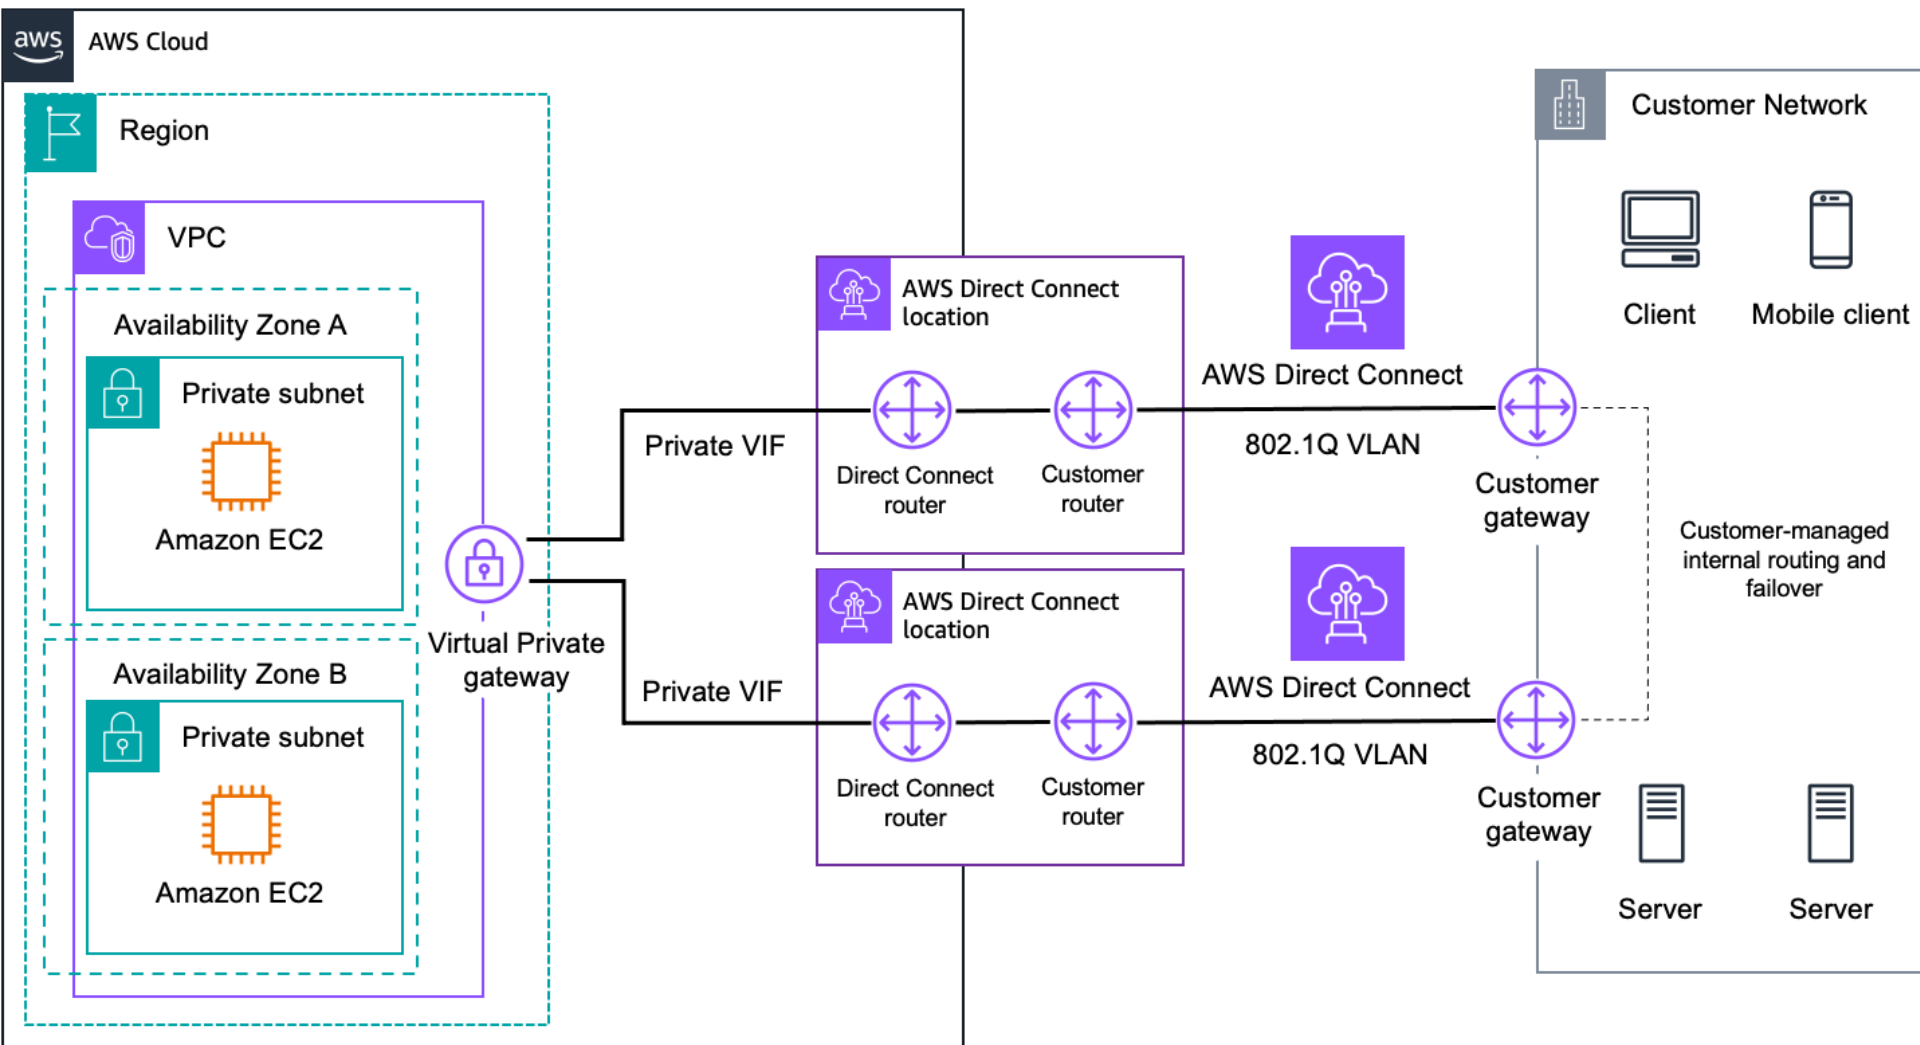 aws
AWS Cloud
Region
VPC
Availability Zone A
Private subnet
Amazon EC2
Availability Zone B
Private subnet
Amazon EC2
Virtual Private
gateway
Private VIF
Private VIF
AWS Direct Connect
location
Direct Connect
router
Customer
router
AWS Direct Connect
location
Direct Connect
router
Customer
router
AWS Direct Connect
802.1Q VLAN
AWS Direct Connect
802.1Q VLAN
Customer Network
Client
Mobile client
Customer
gateway
Customer-managed
internal routing and
failover
Customer
gateway
Server
Server